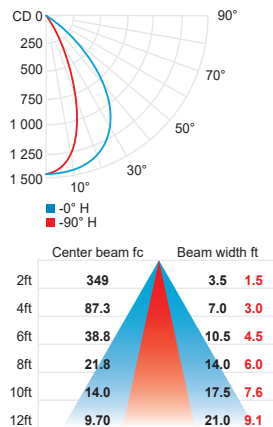 CD 0
90°
250
500
70°
750
50°
1 000
1 250
30°
1 500
10°
-0° H
-90° H
Center beam fc Beam width ft
2ft 349 3.5 1.5
4ft 87.3 7.0 3.0
6ft 38.8 10.5 4.5
8ft 21.8 14.0 6.0
10ft 14.0 17.5 7.6
12ft 9.70 21.0 9.1